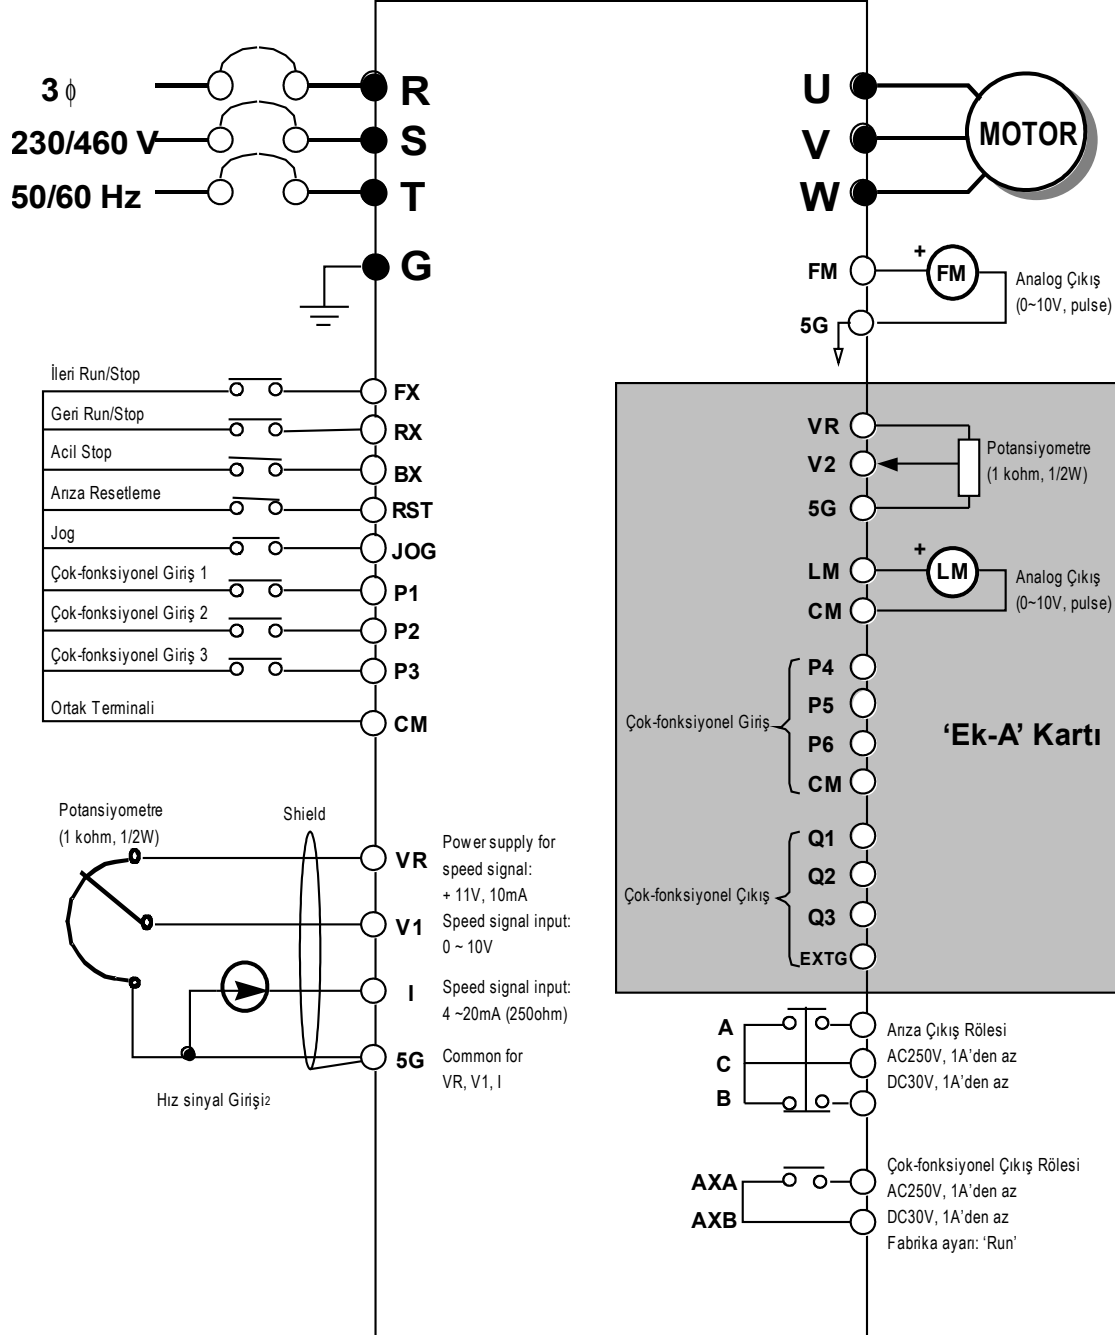 3 ϕ
230/460 V
50/60 Hz
R
S
T
G
U
V
W
MOTOR
FM
+
FM
5G
Analog Çıkış
(0~10V, pulse)
İleri Run/Stop
FX
Geri Run/Stop
RX
Acil Stop
BX
Arıza Resetleme
RST
Jog
JOG
Çok-fonksiyonel Giriş 1
P1
Çok-fonksiyonel Giriş 2
P2
Çok-fonksiyonel Giriş 3
P3
Ortak Terminali
CM
Potansiyometre
(1 kohm, 1/2W)
Shield
VR
Power supply for
speed signal:
+ 11V, 10mA
V1
Speed signal input:
0 ~ 10V
I
Speed signal input:
4 ~20mA (250ohm)
5G
Common for
VR, V1, I
Hız sinyal Girişi2
VR
V2
5G
Potansiyometre
(1 kohm, 1/2W)
LM
+
LM
CM
Analog Çıkış
(0~10V, pulse)
Çok-fonksiyonel Giriş
P4
P5
P6
CM
'Ek-A' Kartı
Çok-fonksiyonel Çıkış
Q1
Q2
Q3
EXTG
A
C
B
Arıza Çıkış Rölesi
AC250V, 1A'den az
DC30V, 1A'den az
AXA
AXB
Çok-fonksiyonel Çıkış Rölesi
AC250V, 1A'den az
DC30V, 1A'den az
Fabrika ayarı: 'Run'